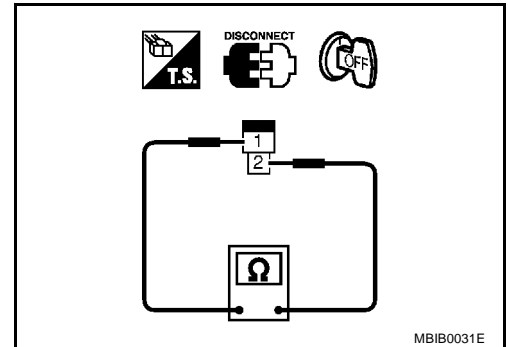 DISCONNECT
T.S.
OFF
1
2
Ω
MBIB0031E